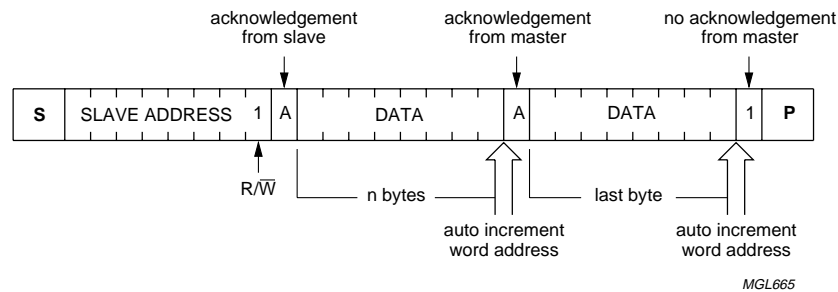 acknowledgement
from slave
acknowledgement
from master
no acknowledgement
from master
S SLAVE ADDRESS 1 A DATA A DATA 1 P
R/W̅
n bytes
last byte
auto increment
word address
auto increment
word address
MGL665